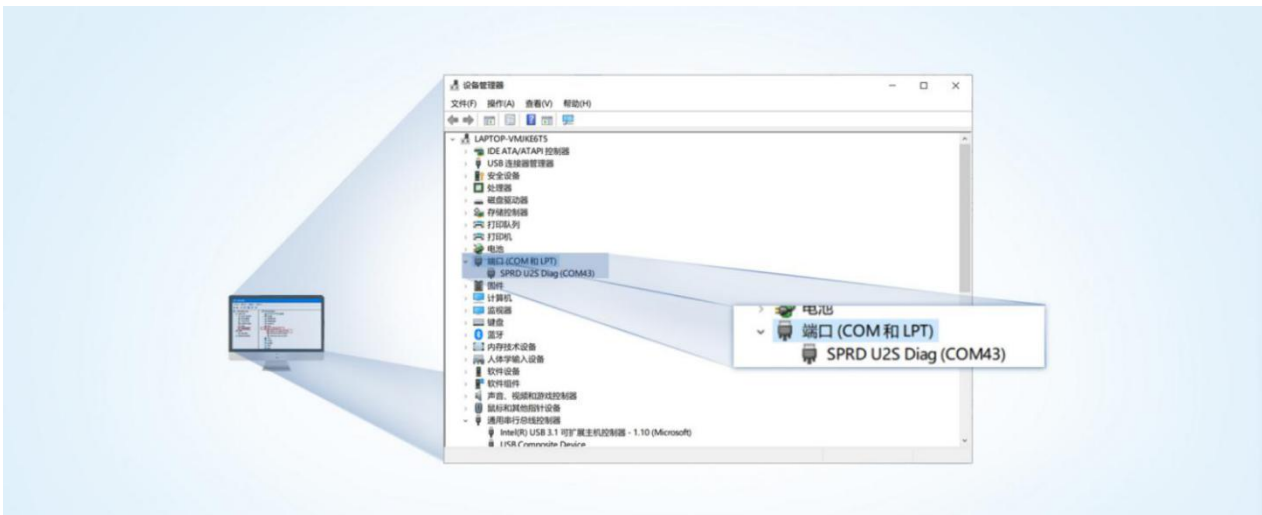 设备管理器
文件(F) 操作(A) 查看(V) 帮助(H)
LAPTOP-VMJKE6TS
IDE ATA/ATAPI 控制器
USB 连接器管理器
安全设备
处理器
磁盘驱动器
存储控制器
打印队列
打印机
电池
端口 (COM 和 LPT)
SPRD U2S Diag (COM43)
固件
计算机
监视器
键盘
蓝牙
内存技术设备
人体学输入设备
软件设备
软件组件
声音、视频和游戏控制器
鼠标和其他指针设备
通用串行总线控制器
Intel(R) USB 3.1 可扩展主机控制器 - 1.10 (Microsoft)
USB Composite Device
电池
端口 (COM 和 LPT)
SPRD U2S Diag (COM43)